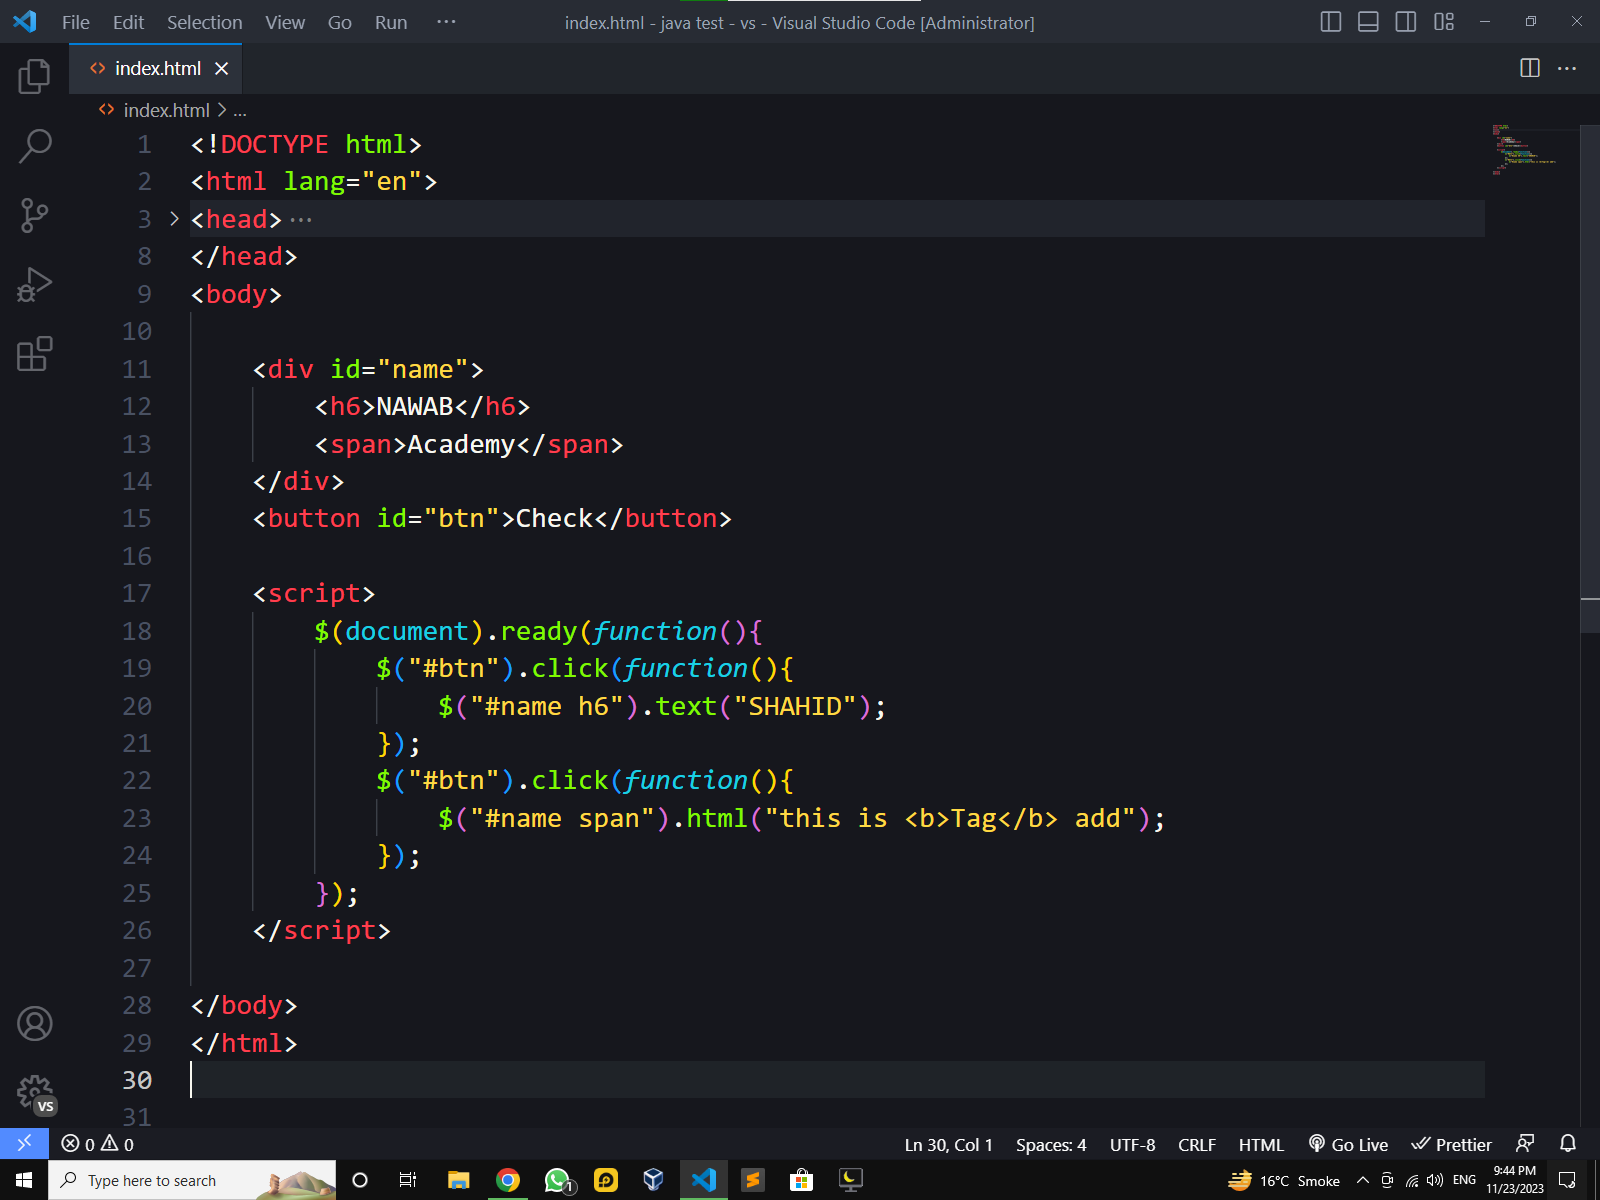 File Edit Selection View Go Run ··· index.html - java test - vs - Visual Studio Code [Administrator]
<> index.html ×
<> index.html > ...
1 <!DOCTYPE html>
2 <html lang="en">
3 > <head> ···
8 </head>
9 <body>
10
11     <div id="name">
12         <h6>NAWAB</h6>
13         <span>Academy</span>
14     </div>
15     <button id="btn">Check</button>
16
17     <script>
18         $(document).ready(function(){
19             $("#btn").click(function(){
20                 $("#name h6").text("SHAHID");
21             });
22             $("#btn").click(function(){
23                 $("#name span").html("this is <b>Tag</b> add");
24             });
25         });
26     </script>
27
28 </body>
29 </html>
30
31
VS
0 0 Ln 30, Col 1 Spaces: 4 UTF-8 CRLF HTML Go Live Prettier
Type here to search 1 16°C Smoke ENG 9:44 PM
11/23/2023